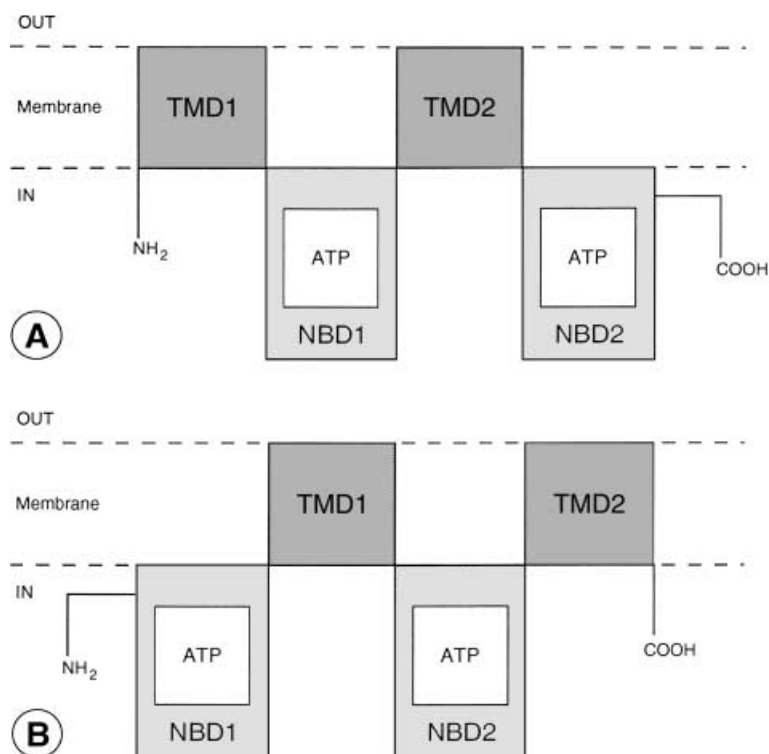 OUT
Membrane
TMD1
TMD2
IN
NH2
ATP
ATP
COOH
NBD1
NBD2
A
OUT
Membrane
TMD1
TMD2
IN
NH2
ATP
ATP
COOH
NBD1
NBD2
B